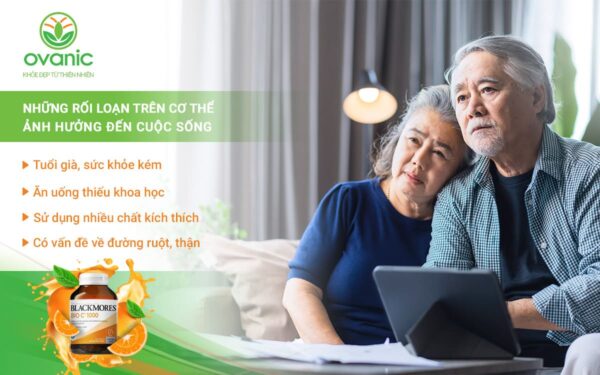 ovanic
KHỎE ĐẸP TỪ THIÊN NHIÊN
NHỮNG RỐI LOẠN TRÊN CƠ THỂ
ẢNH HƯỞNG ĐẾN CUỘC SỐNG
Tuổi già, sức khỏe kém
Ăn uống thiếu khoa học
Sử dụng nhiều chất kích thích
Có vấn đề về đường ruột, thận
BLACKMORES
BIO C 1000